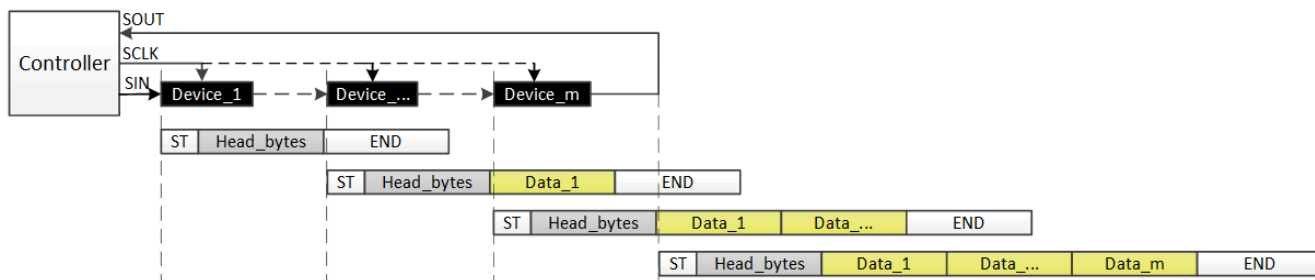 SOUT
SCLK
Controller
SIN
Device_1 Device_... Device_m
ST Head_bytes END
ST Head_bytes Data_1 END
ST Head_bytes Data_1 Data_... END
ST Head_bytes Data_1 Data_... Data_m END